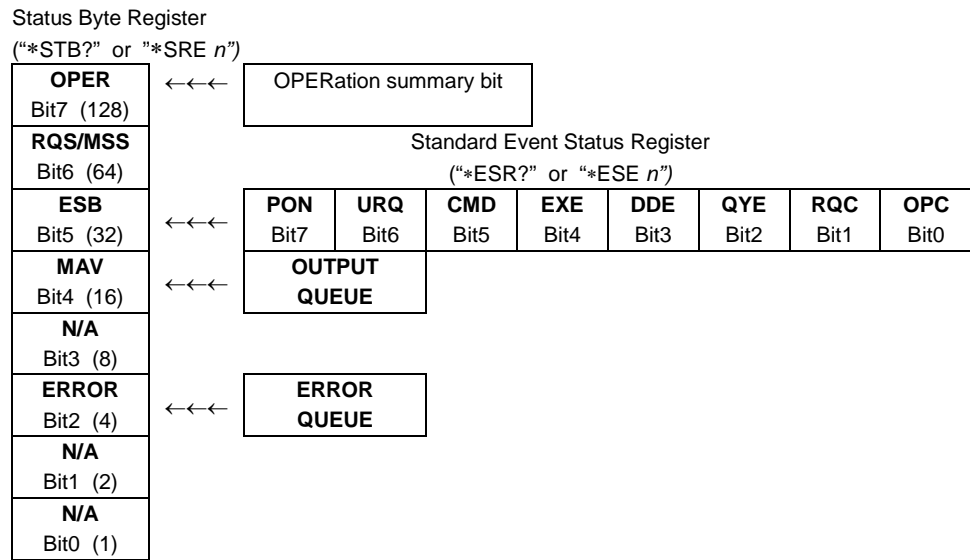 Status Byte Register
(“∗STB?” or ”∗SRE n”)
OPER ←←← OPERation summary bit
Bit7 (128)
RQS/MSS Standard Event Status Register
Bit6 (64) (“∗ESR?” or “∗ESE n”)
ESB ←←← PON URQ CMD EXE DDE QYE RQC OPC
Bit5 (32) Bit7 Bit6 Bit5 Bit4 Bit3 Bit2 Bit1 Bit0
MAV ←←← OUTPUT
Bit4 (16) QUEUE
N/A
Bit3 (8)
ERROR ←←← ERROR
Bit2 (4) QUEUE
N/A
Bit1 (2)
N/A
Bit0 (1)